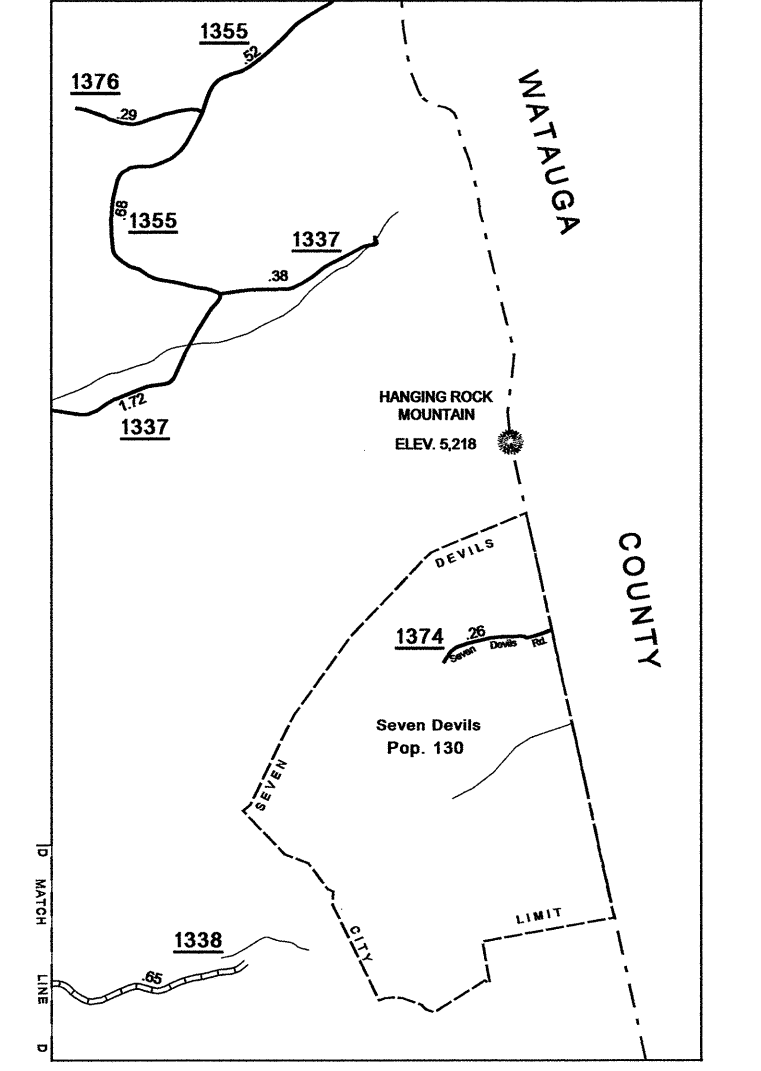 1355
.52
1376
.29
WATAUGA
.68
1355
1337
.38
1.72
1337
HANGING ROCK
MOUNTAIN
ELEV. 5,218
DEVILS
COUNTY
1374
.26
Seven Devils Rd.
Seven Devils
Pop. 130
SEVEN
D MATCH LINE D
LIMIT
CITY
1338
.65